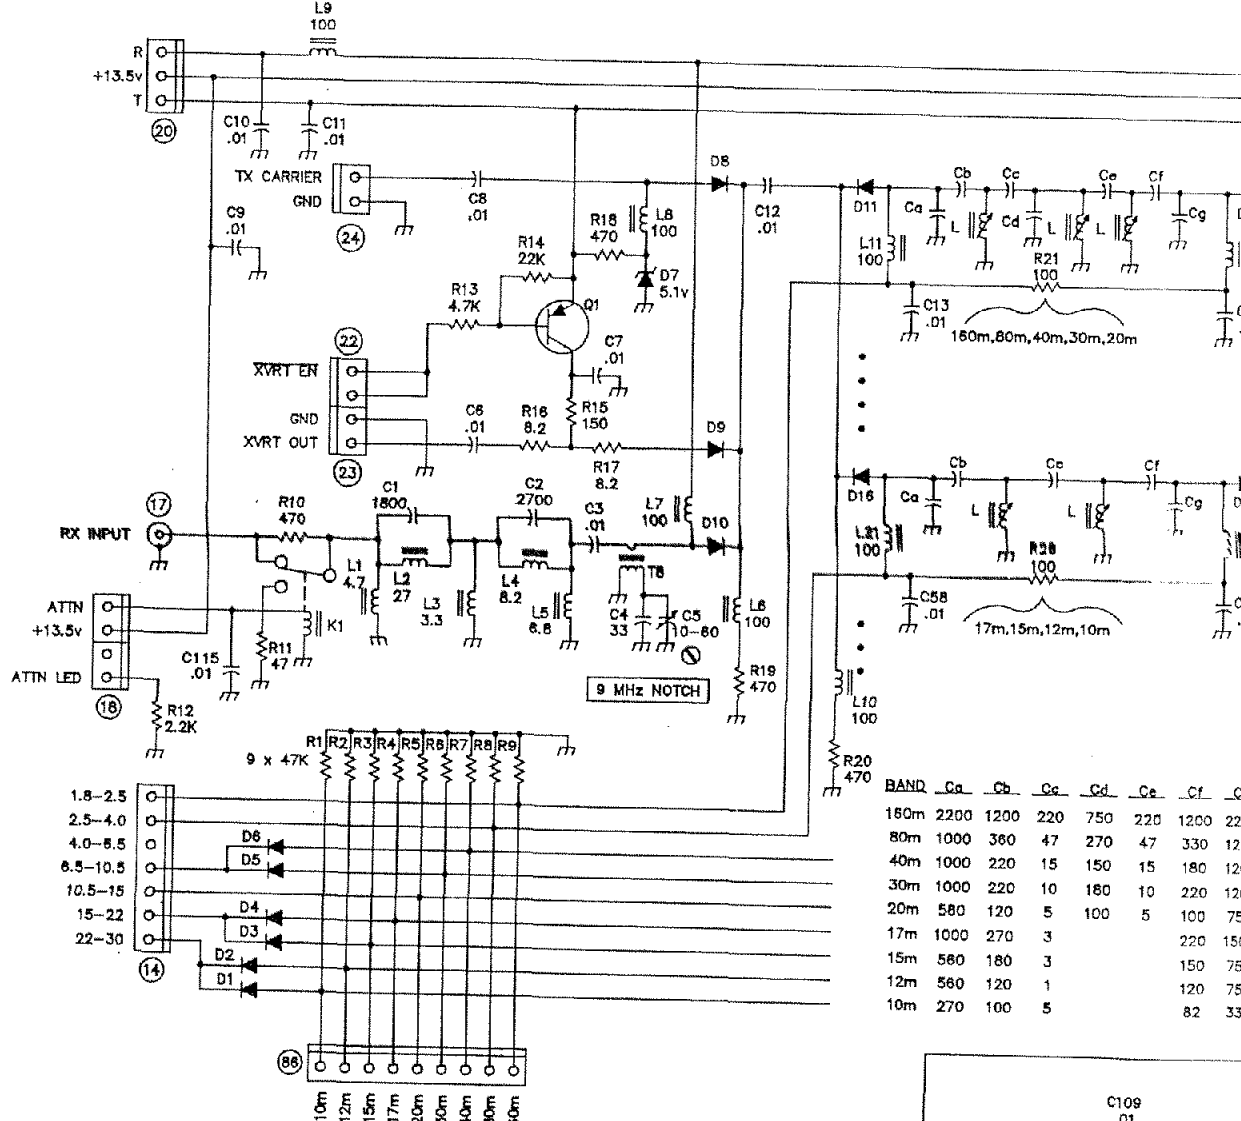 L9
100
R
+13.5v
T
20
C10
.01
C11
.01
TX CARRIER
GND
24
C8
.01
D8
C12
.01
C9
.01
R14
22K
R18
470
L8
100
D7
5.1v
R13
4.7K
Q1
C7
.01
22
XVRT EN
GND
XVRT OUT
23
C6
.01
R16
8.2
R15
150
R17
8.2
D9
D11
Ca
Cb
Cc
Cd
Ce
Cf
Cg
L
L
L
L11
100
R21
100
C13
.01
160m,80m,40m,30m,20m
17
RX INPUT
R10
470
C1
1800
C2
2700
C3
.01
L7
100
D10
L1
4.7
L2
27
L3
3.3
L4
8.2
L5
6.8
T6
C4
33
C5
10-60
L6
100
9 MHz NOTCH
R19
470
D16
Ca
Cb
Cc
Cf
Cg
L
L
L21
100
100
C58
.01
17m,15m,12m,10m
L10
100
R20
470
ATTN
+13.5v
ATTN LED
18
C115
.01
R11
47
K1
R12
2.2K
9 x 47K
R1 R2 R3 R4 R5 R6 R7 R8 R9
1.8-2.5
2.5-4.0
4.0-6.5
6.5-10.5
10.5-15
15-22
22-30
14
D6
D5
D4
D3
D2
D1
86
10m 12m 15m 17m 20m
BAND Ca Cb Cc Cd Ce Cf
160m 2200 1200 220 750 220 1200
80m 1000 360 47 270 47 330
40m 1000 220 15 150 15 180
30m 1000 220 10 180 10 220
20m 560 120 5 100 5 100
17m 1000 270 3 220
15m 560 180 3 150
12m 560 120 1 120
10m 270 100 5 82
C109
.01